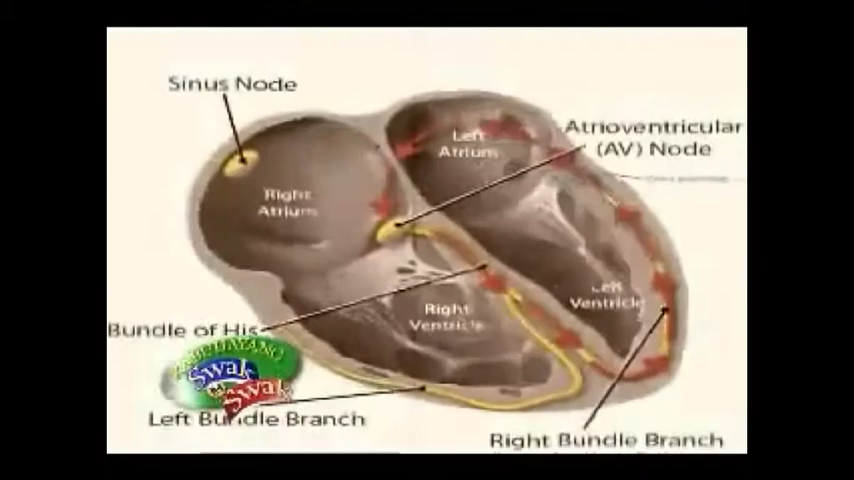 Sinus Node
Atrioventricular
(AV) Node
Left
Atrium
Right
Atrium
Left
Ventricle
Right
Ventricle
Bundle of His
Swak
Swak
Left Bundle Branch
Right Bundle Branch